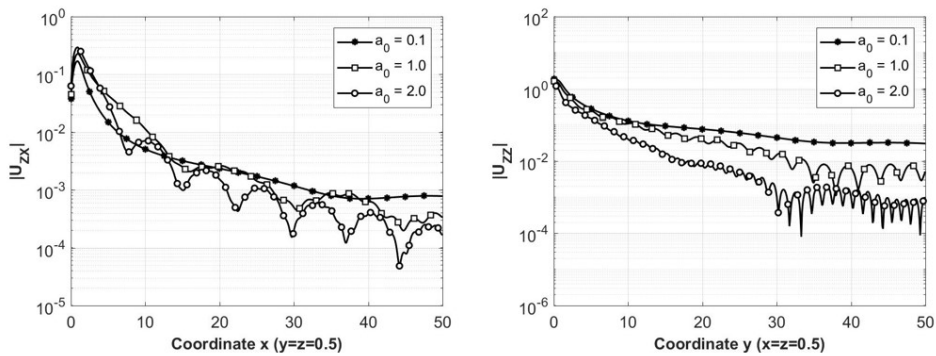 |U_ZX|
10^0
10^-1
10^-2
10^-3
10^-4
10^-5
0 10 20 30 40 50
Coordinate x (y=z=0.5)
a_0 = 0.1
a_0 = 1.0
a_0 = 2.0
|U_ZZ|
10^2
10^0
10^-2
10^-4
10^-6
0 10 20 30 40 50
Coordinate y (x=z=0.5)
a_0 = 0.1
a_0 = 1.0
a_0 = 2.0